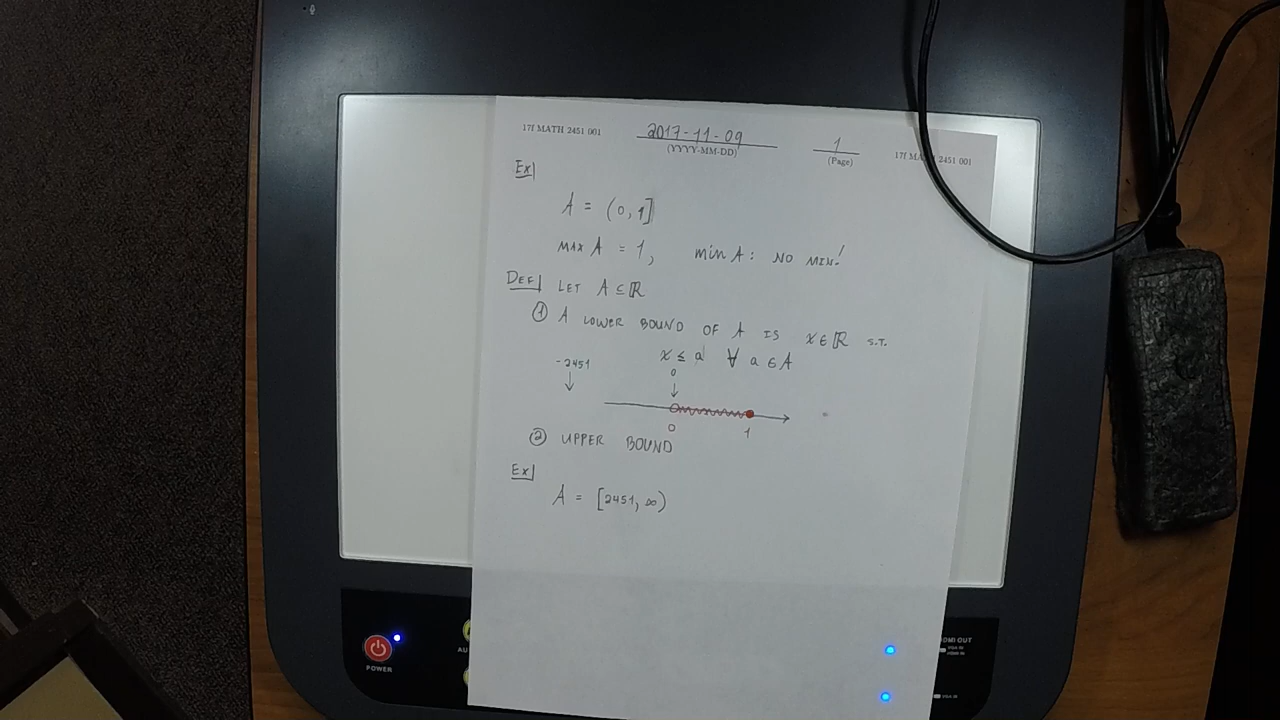 17f MATH 2451 001 2017-11-09 1 17f MATH 2451 001
(YYYY-MM-DD) (Page)
Ex
A = (0, 1]
MAX A = 1, min A: NO MIN!
DEF LET A ⊆ ℝ
① A LOWER BOUND OF A IS x ∈ ℝ S.T.
x ≤ a ∀ a ∈ A
-2451 0
↓ ↓
0 1
② UPPER BOUND
Ex
A = [2451, ∞)
POWER